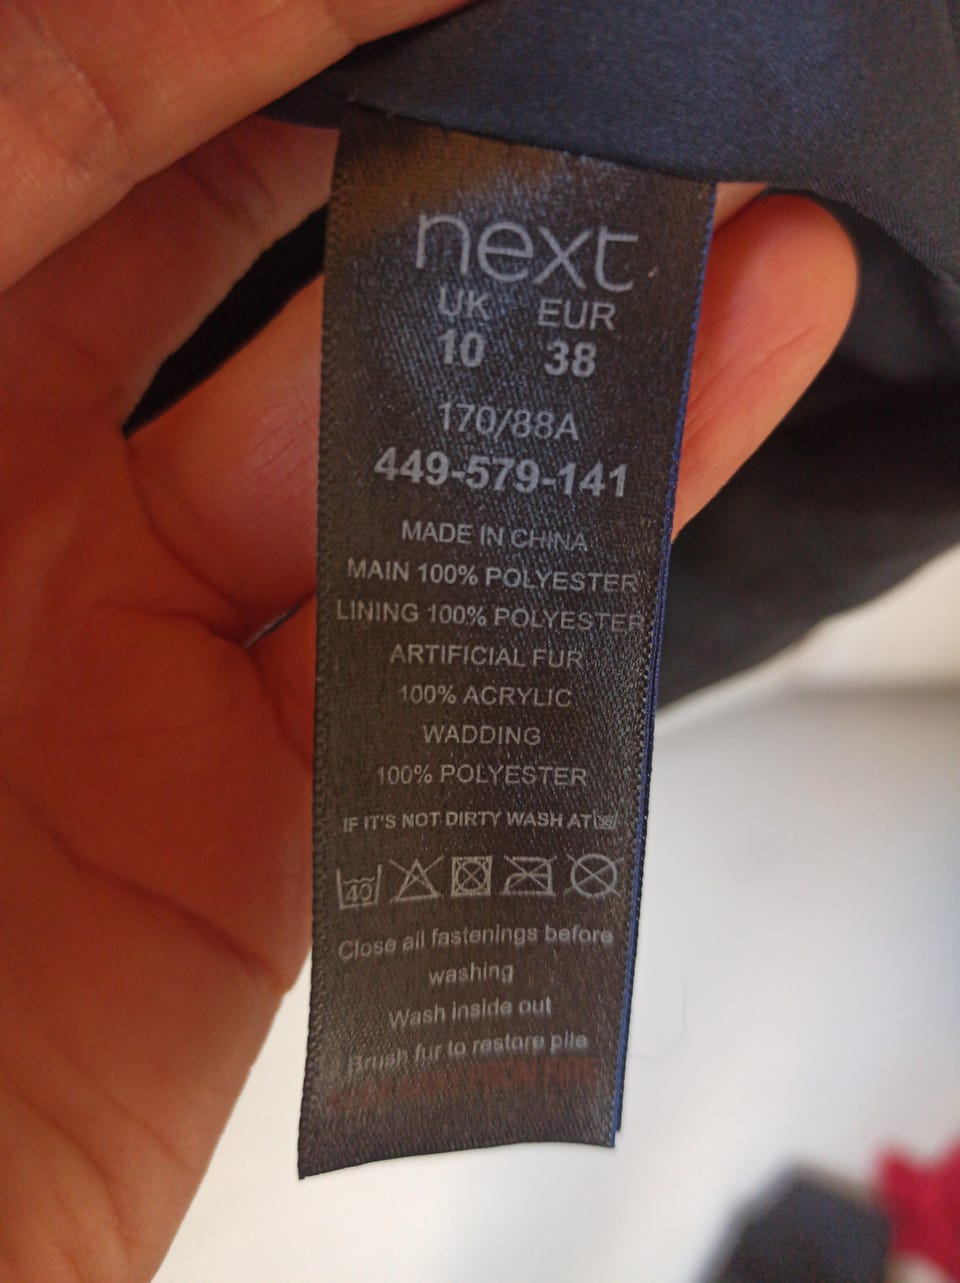 next
UK EUR
10 38
170/88A
449-579-141
MADE IN CHINA
MAIN 100% POLYESTER
LINING 100% POLYESTER
ARTIFICIAL FUR
100% ACRYLIC
WADDING
100% POLYESTER
IF IT'S NOT DIRTY WASH AT 30
40
Close all fastenings before
washing
Wash inside out
Brush fur to restore pile